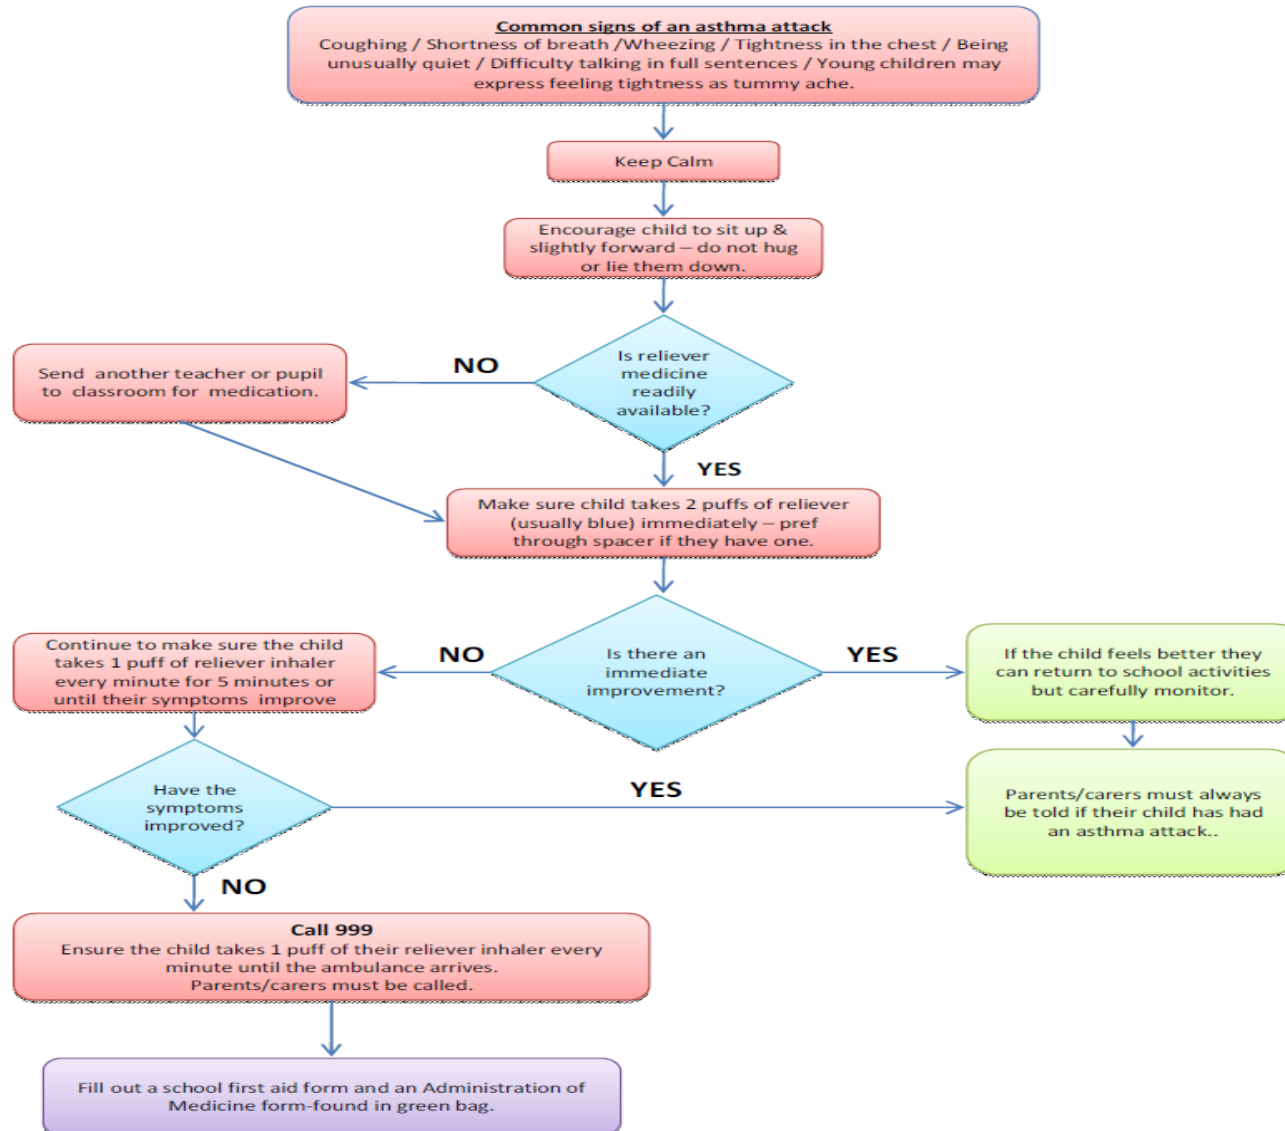 Common signs of an asthma attack
Coughing / Shortness of breath /Wheezing / Tightness in the chest / Being
unusually quiet / Difficulty talking in full sentences / Young children may
express feeling tightness as tummy ache.
Keep Calm
Encourage child to sit up &
slightly forward – do not hug
or lie them down.
Is reliever
medicine
readily
available?
NO
Send another teacher or pupil
to classroom for medication.
YES
Make sure child takes 2 puffs of reliever
(usually blue) immediately – pref
through spacer if they have one.
Is there an
immediate
improvement?
NO
Continue to make sure the child
takes 1 puff of reliever inhaler
every minute for 5 minutes or
until their symptoms improve
YES
If the child feels better they
can return to school activities
but carefully monitor.
Have the
symptoms
improved?
YES
Parents/carers must always
be told if their child has had
an asthma attack..
NO
Call 999
Ensure the child takes 1 puff of their reliever inhaler every
minute until the ambulance arrives.
Parents/carers must be called.
Fill out a school first aid form and an Administration of
Medicine form-found in green bag.